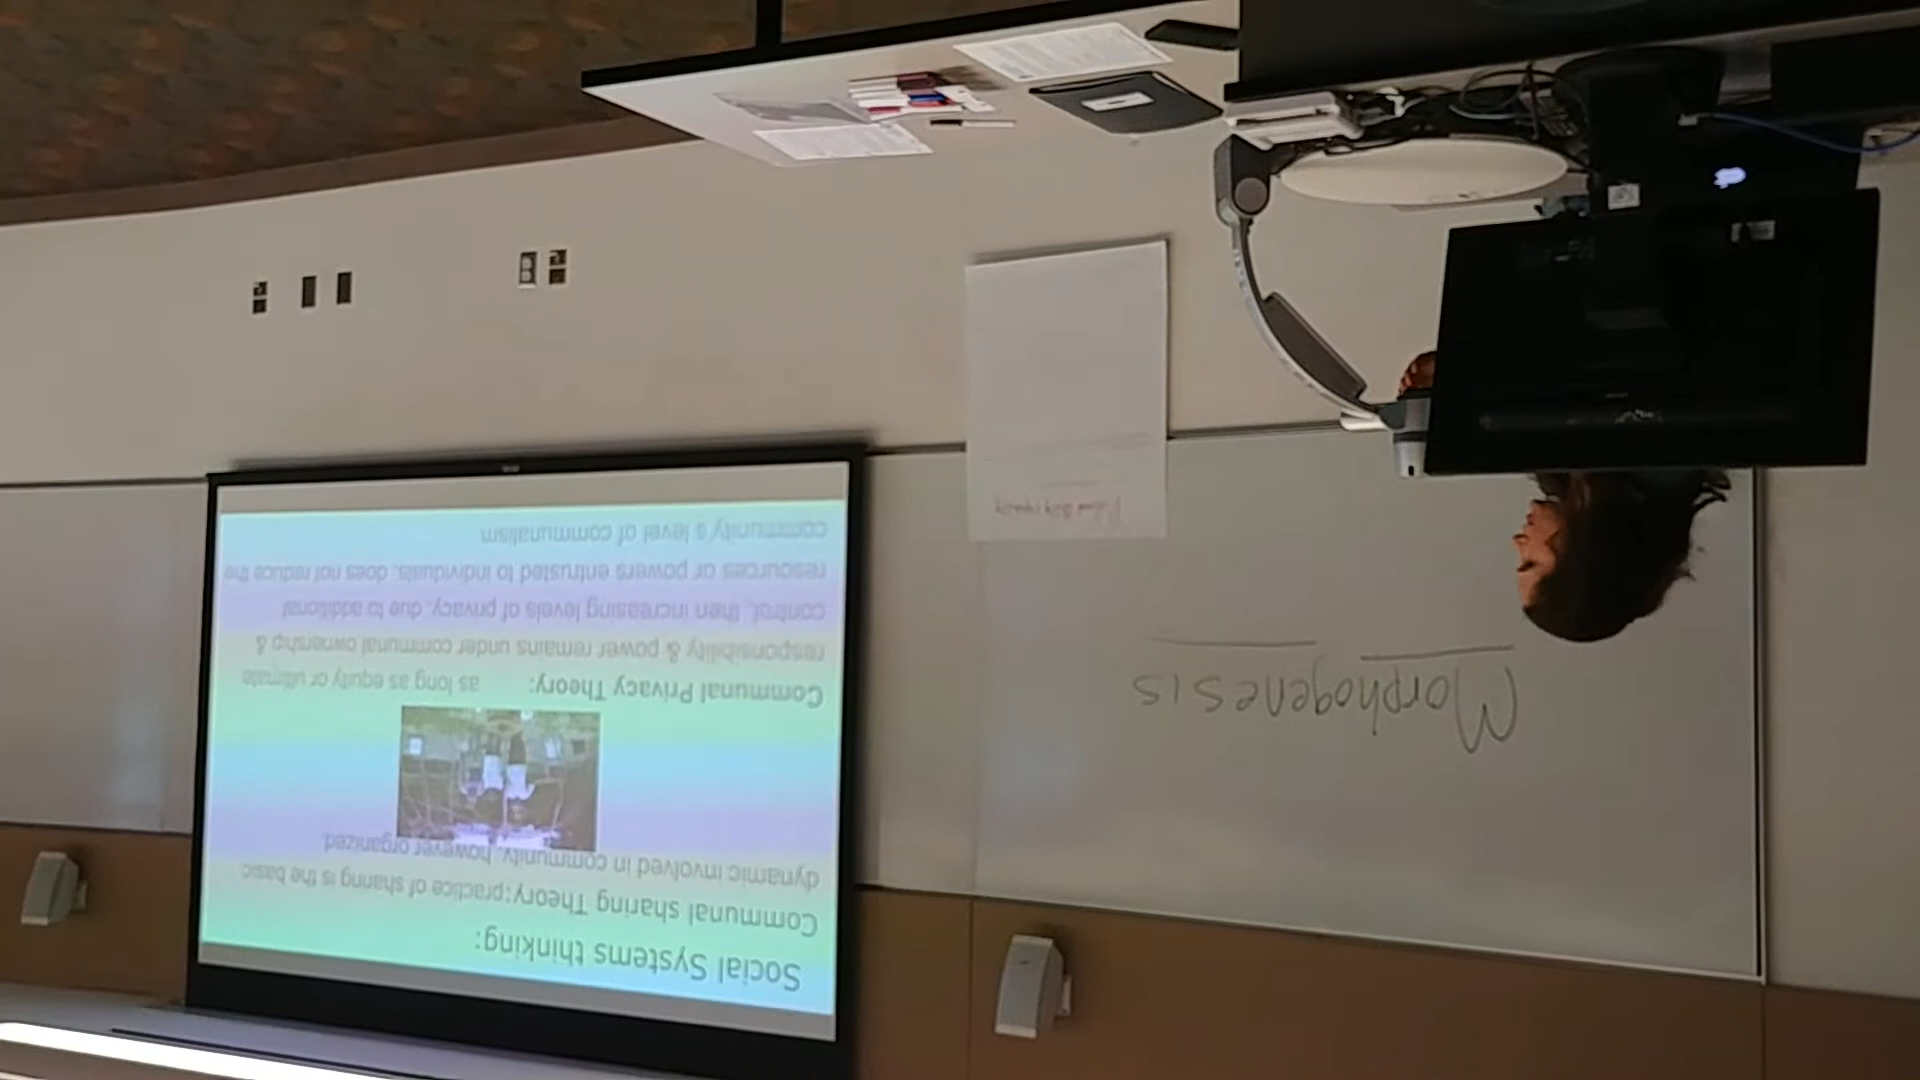 Social Systems thinking:
Communal sharing Theory: practice of sharing is the basic
dynamic involved in community, however organized.
Communal Privacy Theory: as long as equity or ultimate
responsibility & power remains under communal ownership &
control, then increasing levels of privacy, due to additional
resources or powers entrusted to individuals, does not reduce the
community's level of communalism
Morphogenesis